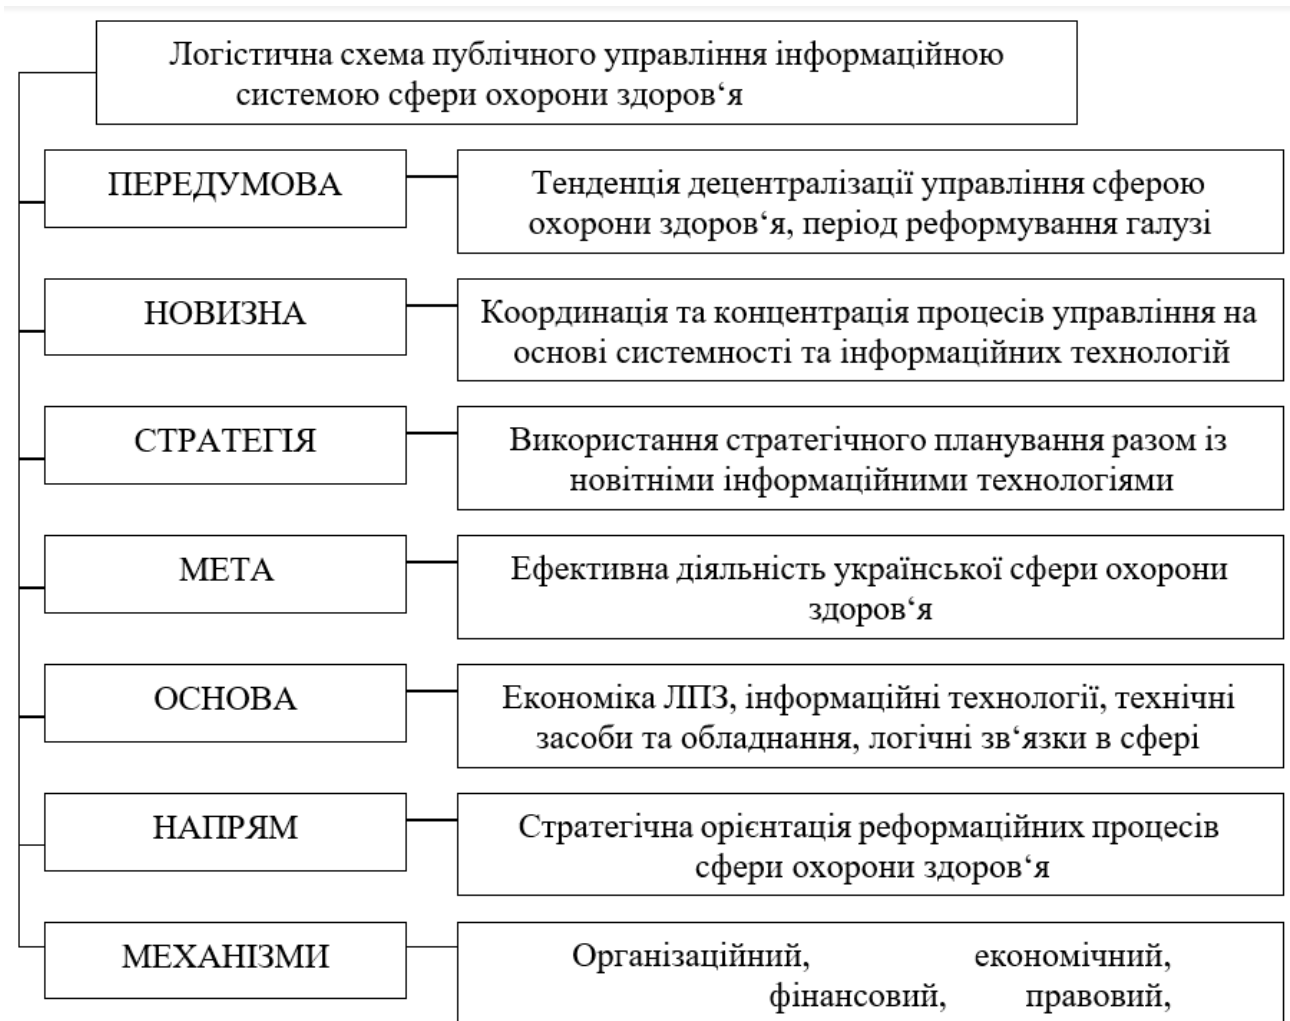 Логістична схема публічного управління інформаційною
системою сфери охорони здоров‘я
ПЕРЕДУМОВА
Тенденція децентралізації управління сферою
охорони здоров‘я, період реформування галузі
НОВИЗНА
Координація та концентрація процесів управління на
основі системності та інформаційних технологій
СТРАТЕГІЯ
Використання стратегічного планування разом із
новітніми інформаційними технологіями
МЕТА
Ефективна діяльність української сфери охорони
здоров‘я
ОСНОВА
Економіка ЛПЗ, інформаційні технології, технічні
засоби та обладнання, логічні зв‘язки в сфері
НАПРЯМ
Стратегічна орієнтація реформаційних процесів
сфери охорони здоров‘я
МЕХАНІЗМИ
Організаційний, економічний,
фінансовий, правовий,